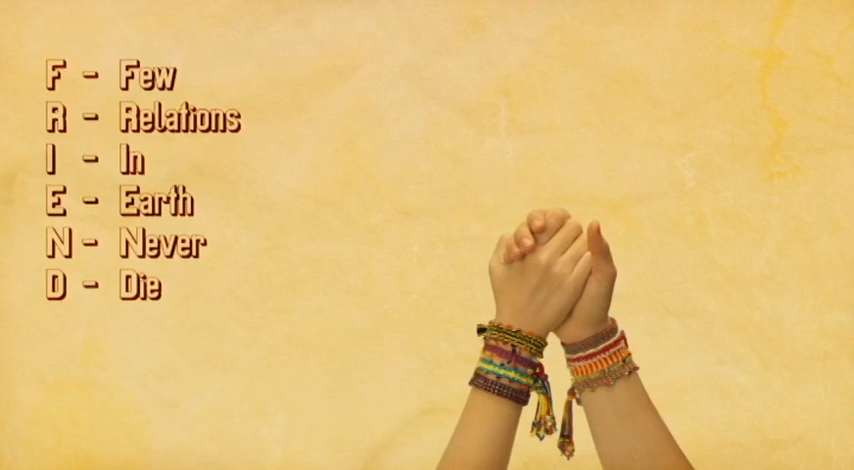 F - Few
R - Relations
I - In
E - Earth
N - Never
D - Die